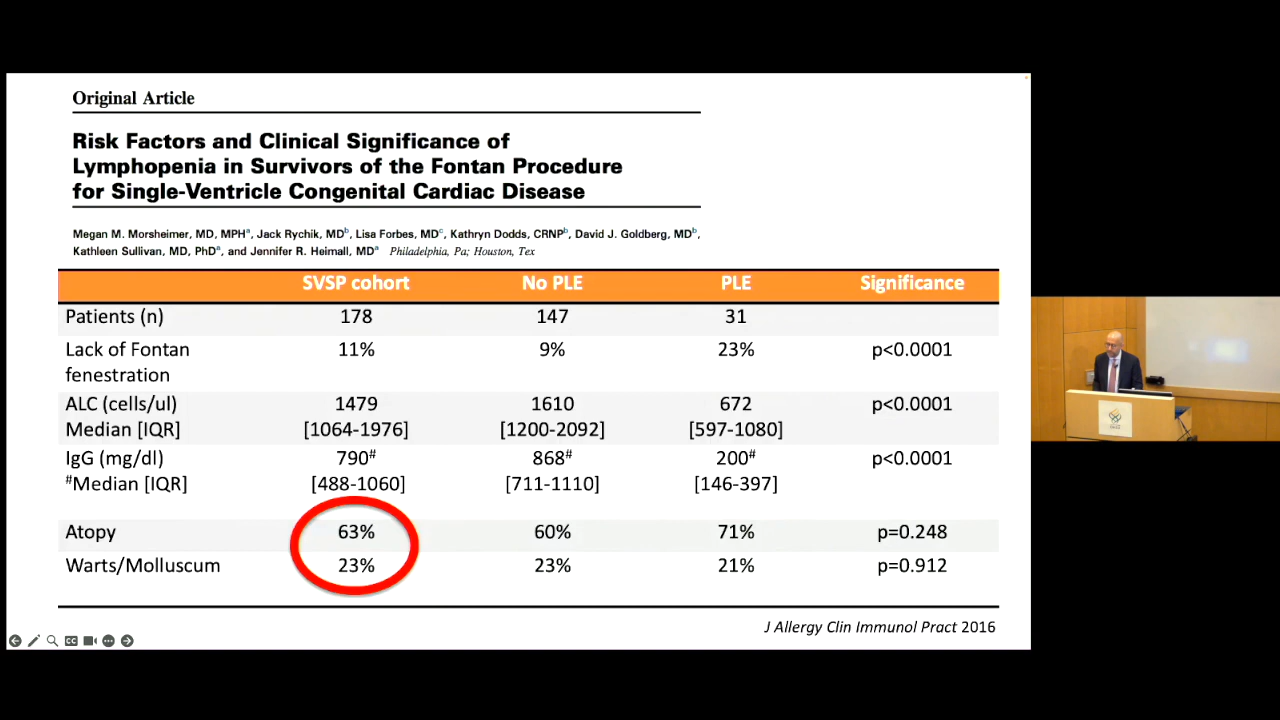 Original Article
Risk Factors and Clinical Significance of
Lymphopenia in Survivors of the Fontan Procedure
for Single-Ventricle Congenital Cardiac Disease
Megan M. Morsheimer, MD, MPHa, Jack Rychik, MDb, Lisa Forbes, MDc, Kathryn Dodds, CRNPb, David J. Goldberg, MDb,
Kathleen Sullivan, MD, PhDa, and Jennifer R. Heimall, MDa Philadelphia, Pa; Houston, Tex
SVSP cohort No PLE PLE Significance
Patients (n) 178 147 31
Lack of Fontan 11% 9% 23% p<0.0001
fenestration
ALC (cells/ul) 1479 1610 672 p<0.0001
Median [IQR] [1064-1976] [1200-2092] [597-1080]
IgG (mg/dl) 790# 868# 200# p<0.0001
#Median [IQR] [488-1060] [711-1110] [146-397]
Atopy 63% 60% 71% p=0.248
Warts/Molluscum 23% 23% 21% p=0.912
J Allergy Clin Immunol Pract 2016
CC